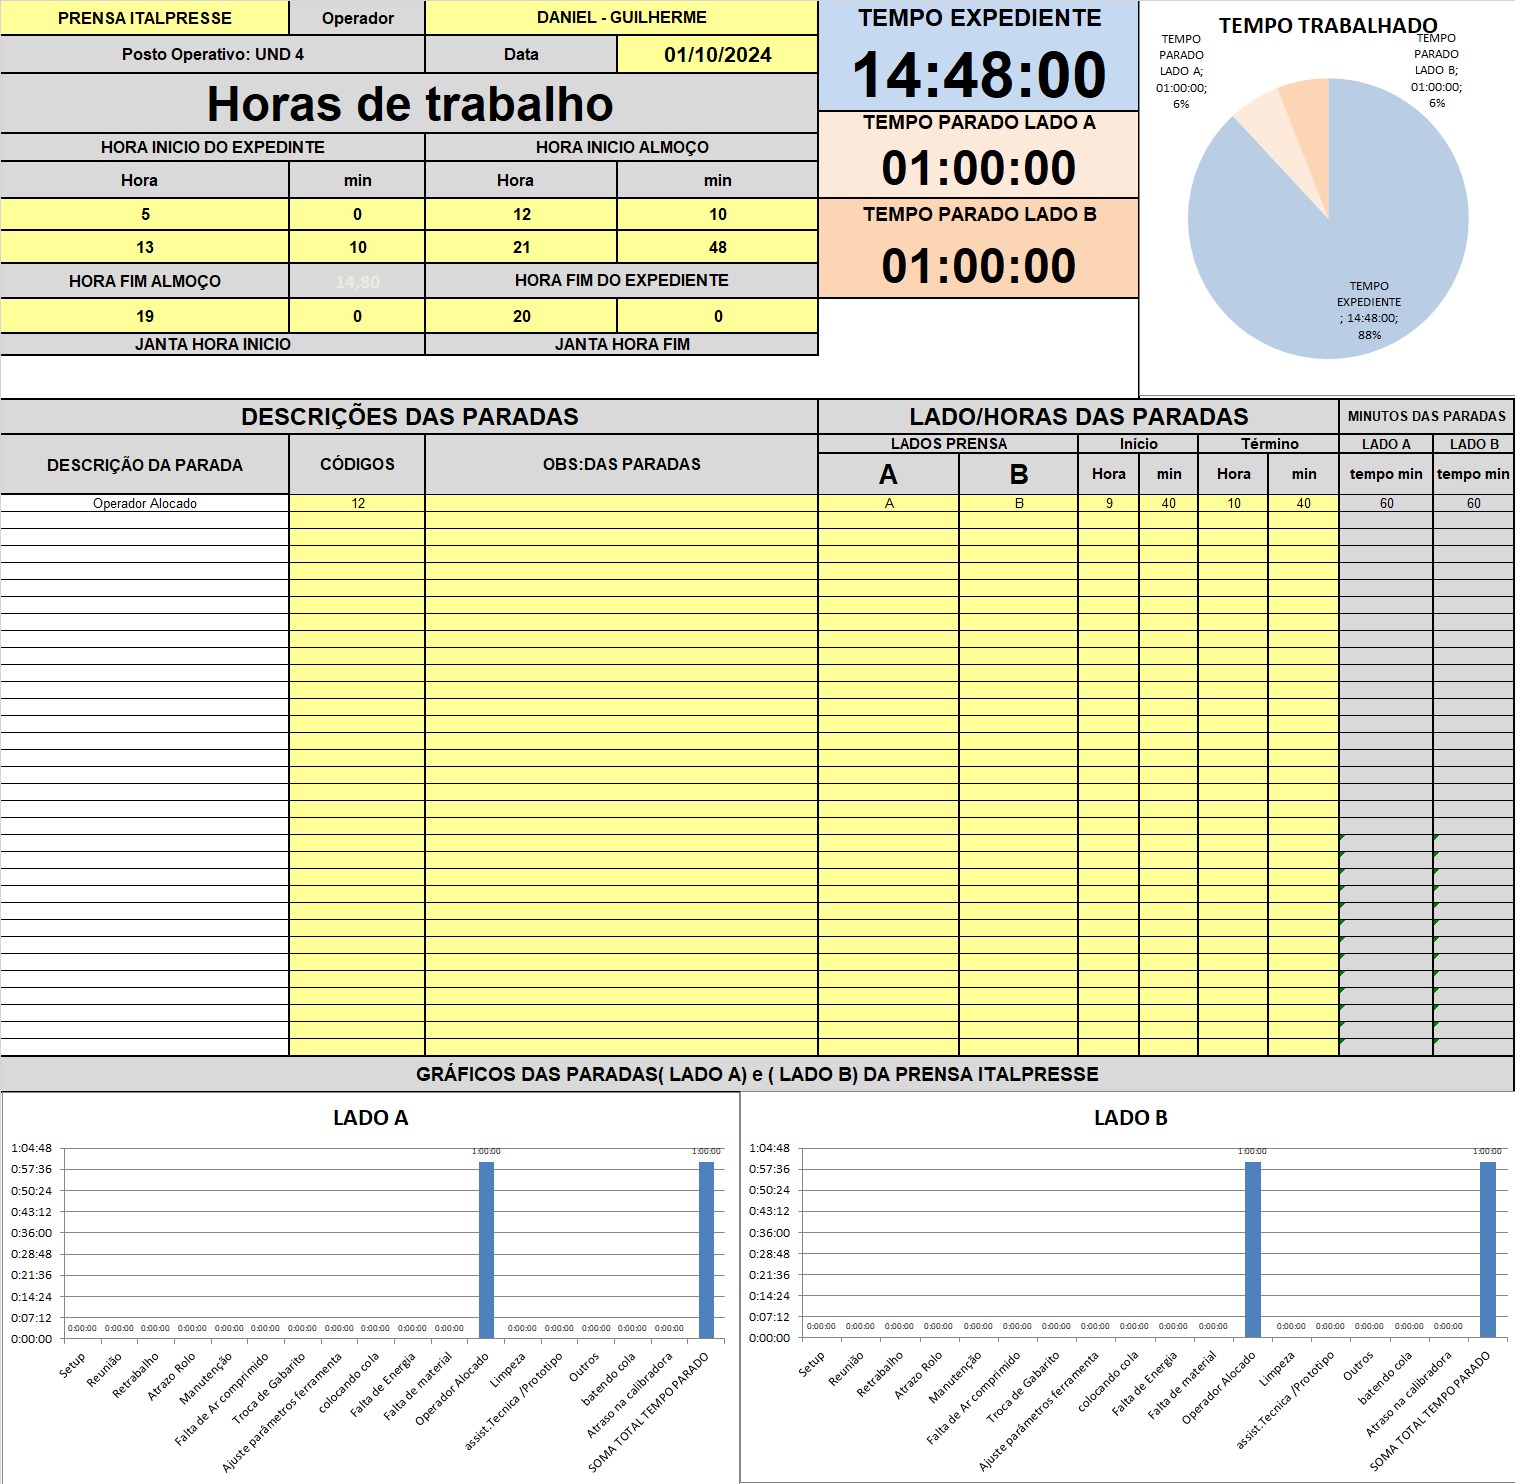 PRENSA ITALPRESSE Operador DANIEL - GUILHERME
Posto Operativo: UND 4 Data 01/10/2024
Horas de trabalho
HORA INICIO DO EXPEDINTE HORA INICIO ALMOÇO
Hora min Hora min
5 0 12 10
13 10 21 48
HORA FIM ALMOÇO 14,80 HORA FIM DO EXPEDIENTE
19 0 20 0
JANTA HORA INICIO JANTA HORA FIM
TEMPO EXPEDIENTE
14:48:00
TEMPO PARADO LADO A
01:00:00
TEMPO PARADO LADO B
01:00:00
TEMPO TRABALHADO
TEMPO
PARADO
LADO A;
01:00:00;
6%
TEMPO
PARADO
LADO B;
01:00:00;
6%
TEMPO
EXPEDIENTE
; 14:48:00;
88%
DESCRIÇÕES DAS PARADAS LADO/HORAS DAS PARADAS MINUTOS DAS PARADAS
DESCRIÇÃO DA PARADA CÓDIGOS OBS:DAS PARADAS
LADOS PRENSA Início Término LADO A LADO B
A B Hora min Hora min tempo min tempo min
Operador Alocado 12 A B 9 40 10 40 60 60
GRÁFICOS DAS PARADAS( LADO A) e ( LADO B) DA PRENSA ITALPRESSE
LADO A
1:04:48
0:57:36
0:50:24
0:43:12
0:36:00
0:28:48
0:21:36
0:14:24
0:07:12
0:00:00
0:00:00 0:00:00 0:00:00 0:00:00 0:00:00 0:00:00 0:00:00 0:00:00 0:00:00 0:00:00 0:00:00 1:00:00 0:00:00 0:00:00 0:00:00 0:00:00 0:00:00 1:00:00
Setup
Reunião
Retrabalho
Atrazo Rolo
Manutenção
Falta de Ar comprimido
Troca de Gabarito
Ajuste parâmetros ferramenta
colocando cola
Falta de Energia
Falta de material
Operador Alocado
Limpeza
assist.Tecnica /Prototipo
Outros
batendo cola
Atraso na calibradora
SOMA TOTAL TEMPO PARADO
LADO B
1:04:48
0:57:36
0:50:24
0:43:12
0:36:00
0:28:48
0:21:36
0:14:24
0:07:12
0:00:00
0:00:00 0:00:00 0:00:00 0:00:00 0:00:00 0:00:00 0:00:00 0:00:00 0:00:00 0:00:00 0:00:00 1:00:00 0:00:00 0:00:00 0:00:00 0:00:00 0:00:00 1:00:00
Setup
Reunião
Retrabalho
Atrazo Rolo
Manutenção
Falta de Ar comprimido
Troca de Gabarito
Ajuste parâmetros ferramenta
colocando cola
Falta de Energia
Falta de material
Operador Alocado
Limpeza
assist.Tecnica /Prototipo
Outros
batendo cola
Atraso na calibradora
SOMA TOTAL TEMPO PARADO